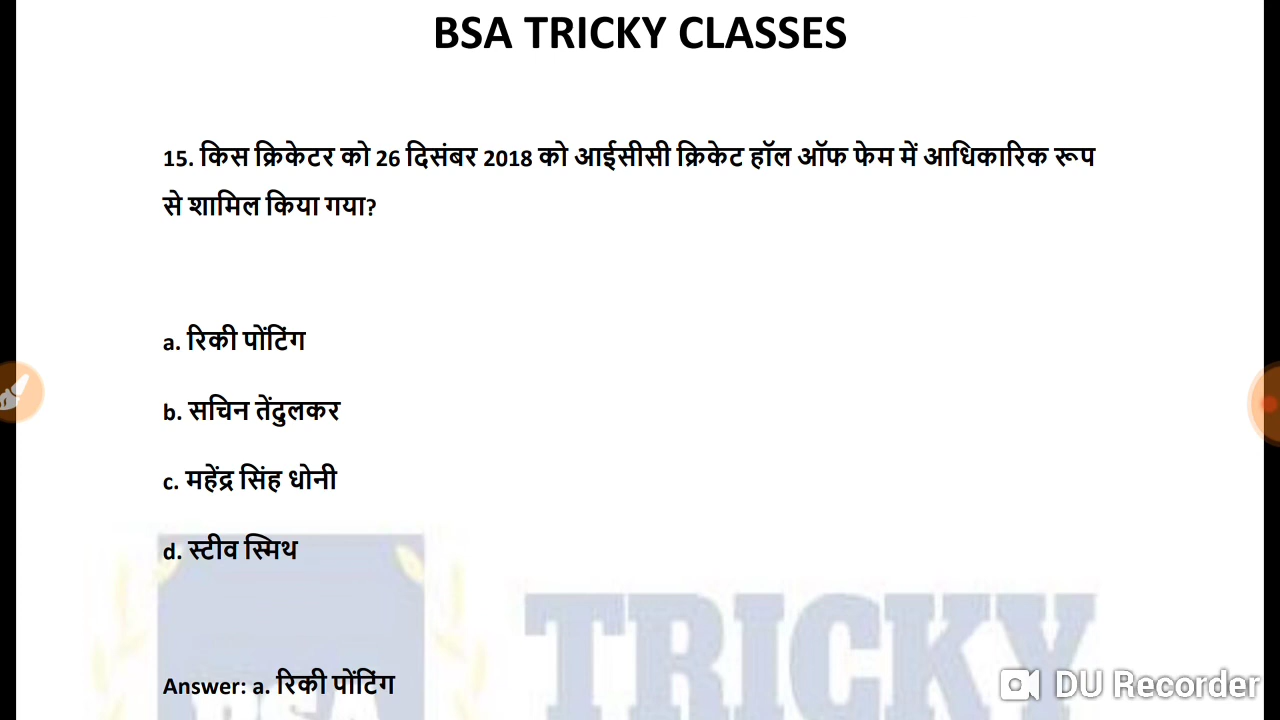 BSA TRICKY CLASSES
15. किस क्रिकेटर को 26 दिसंबर 2018 को आईसीसी क्रिकेट हॉल ऑफ फेम में आधिकारिक रूप
से शामिल किया गया?
a. रिकी पोंटिंग
b. सचिन तेंदुलकर
c. महेंद्र सिंह धोनी
d. स्टीव स्मिथ
TRICKY
Answer: a. रिकी पोंटिंग
BSA
DU Recorder